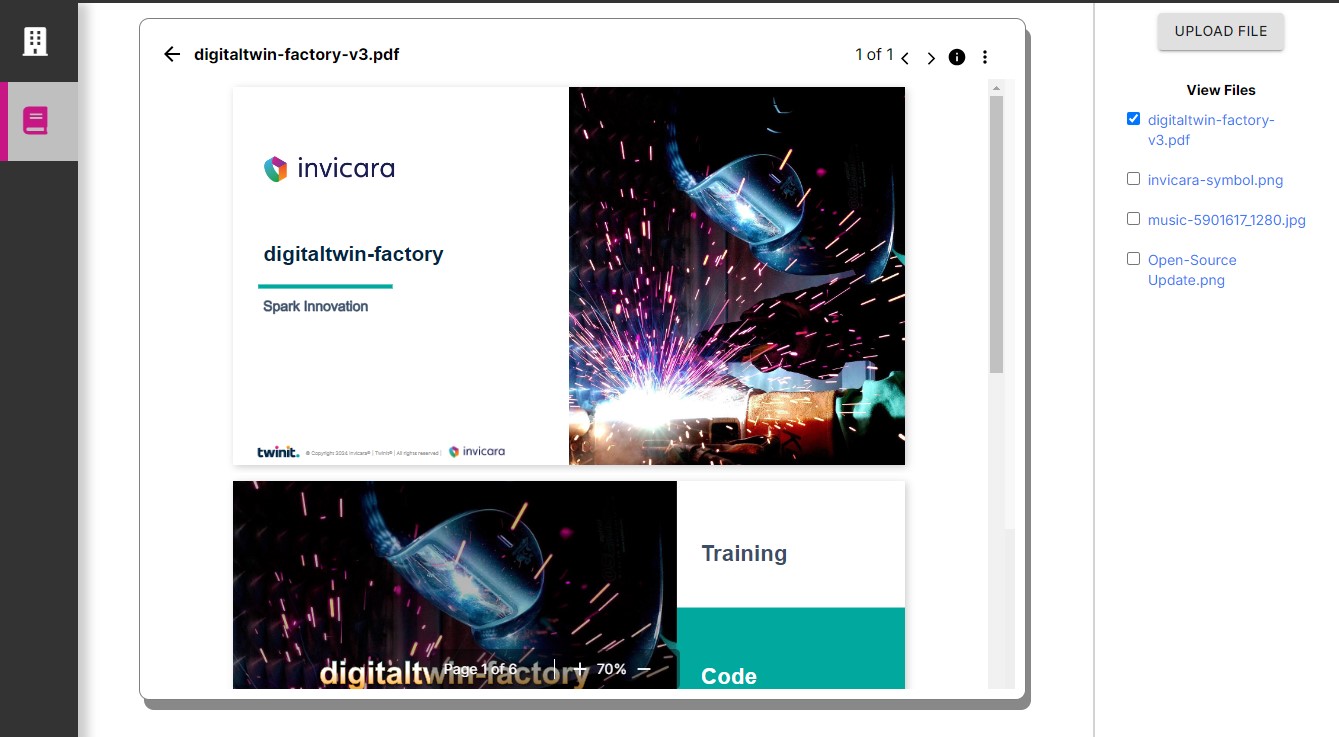 digitaltwin-factory-v3.pdf
1 of 1
invicara
digitaltwin-factory
Spark Innovation
twinit. © Copyright 2024 Invicara® | Twinit® | All rights reserved | invicara
Training
Code
digitaltwin-factory
Page 1 of 6
70%
UPLOAD FILE
View Files
digitaltwin-factory-
v3.pdf
invicara-symbol.png
music-5901617_1280.jpg
Open-Source
Update.png